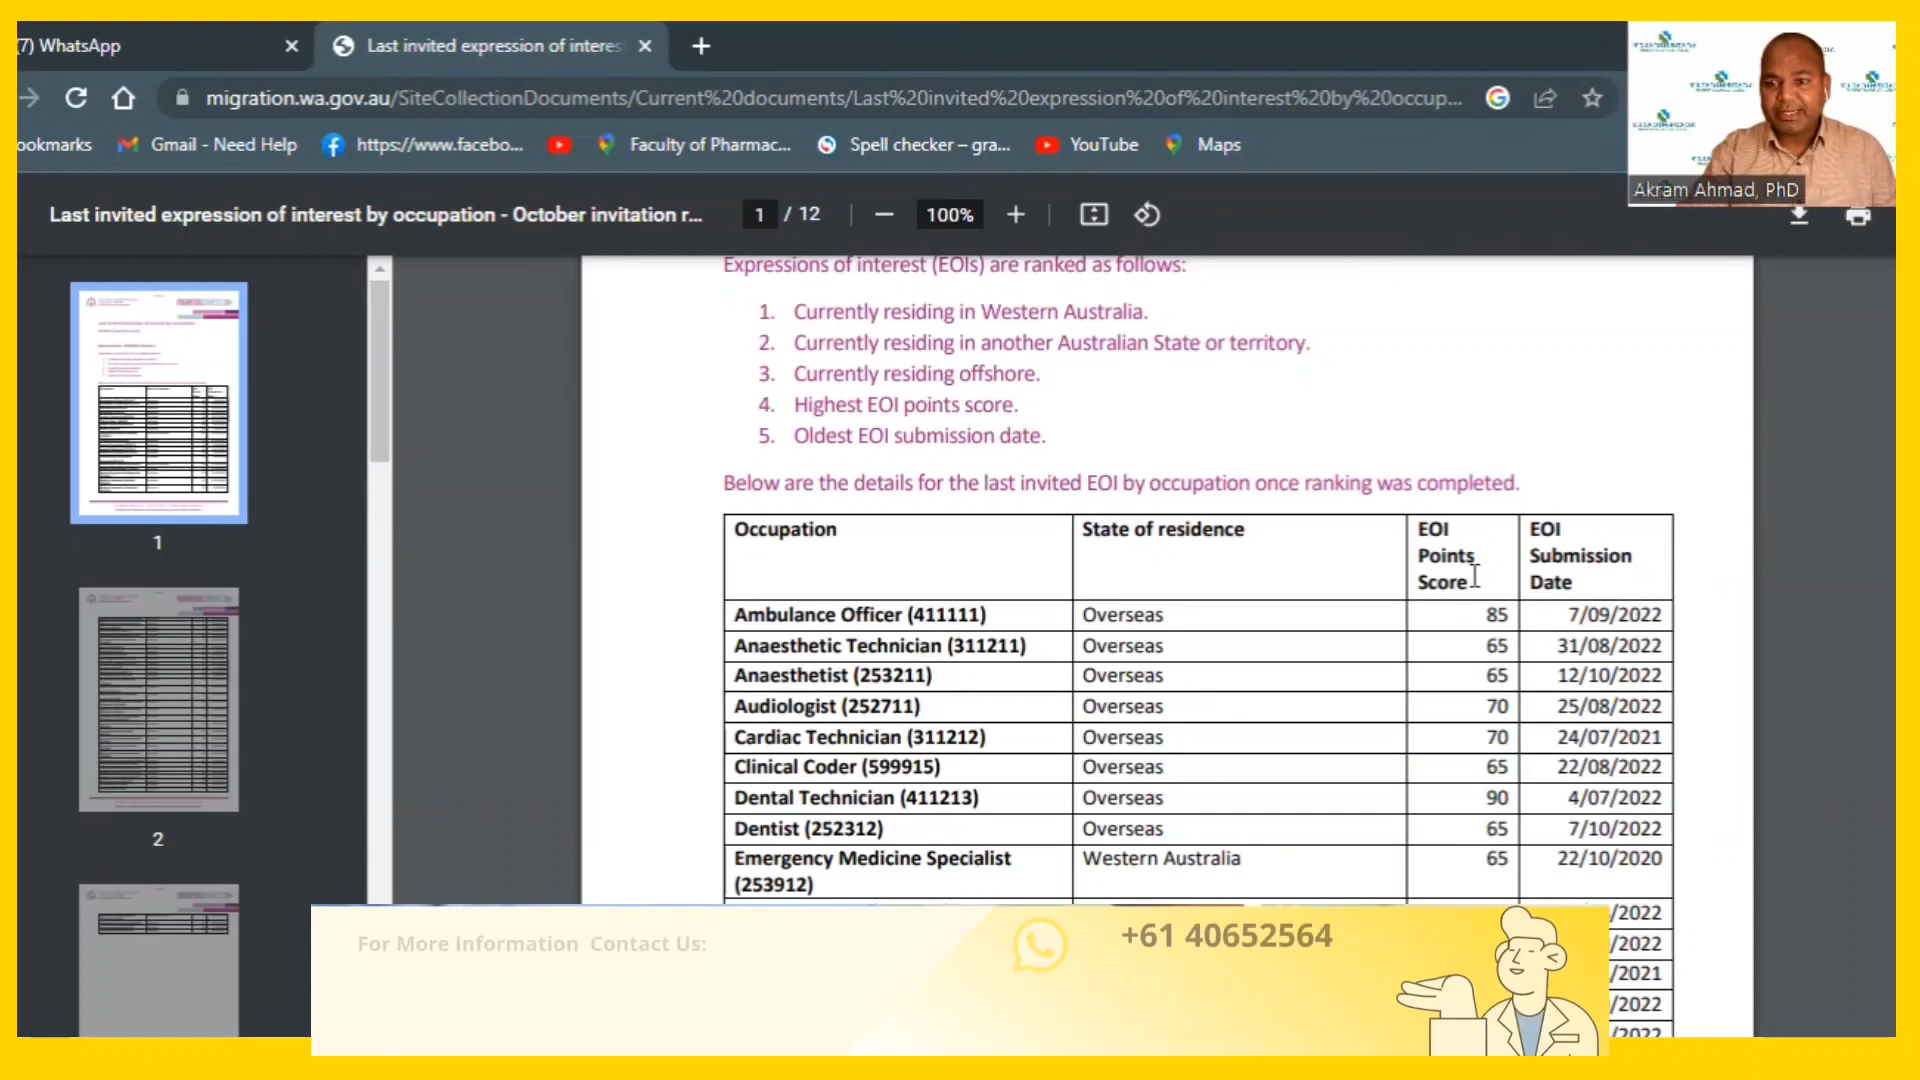 7) WhatsApp
Last invited expression of interes
migration.wa.gov.au/SiteCollectionDocuments/Current%20documents/Last%20invited%20expression%20of%20interest%20by%20occup...
ookmarks
Gmail - Need Help
https://www.facebo...
Faculty of Pharmac...
Spell checker – gra...
YouTube
Maps
Akram Ahmad, PhD
Last invited expression of interest by occupation - October invitation r...
1 / 12
100%
Expressions of interest (EOIs) are ranked as follows:
1. Currently residing in Western Australia.
2. Currently residing in another Australian State or territory.
3. Currently residing offshore.
4. Highest EOI points score.
5. Oldest EOI submission date.
Below are the details for the last invited EOI by occupation once ranking was completed.
Occupation State of residence EOI Points Score EOI Submission Date
Ambulance Officer (411111) Overseas 85 7/09/2022
Anaesthetic Technician (311211) Overseas 65 31/08/2022
Anaesthetist (253211) Overseas 65 12/10/2022
Audiologist (252711) Overseas 70 25/08/2022
Cardiac Technician (311212) Overseas 70 24/07/2021
Clinical Coder (599915) Overseas 65 22/08/2022
Dental Technician (411213) Overseas 90 4/07/2022
Dentist (252312) Overseas 65 7/10/2022
Emergency Medicine Specialist (253912) Western Australia 65 22/10/2020
/2022
/2022
/2021
/2022
/2022
1
2
For More Information Contact Us:
+61 40652564